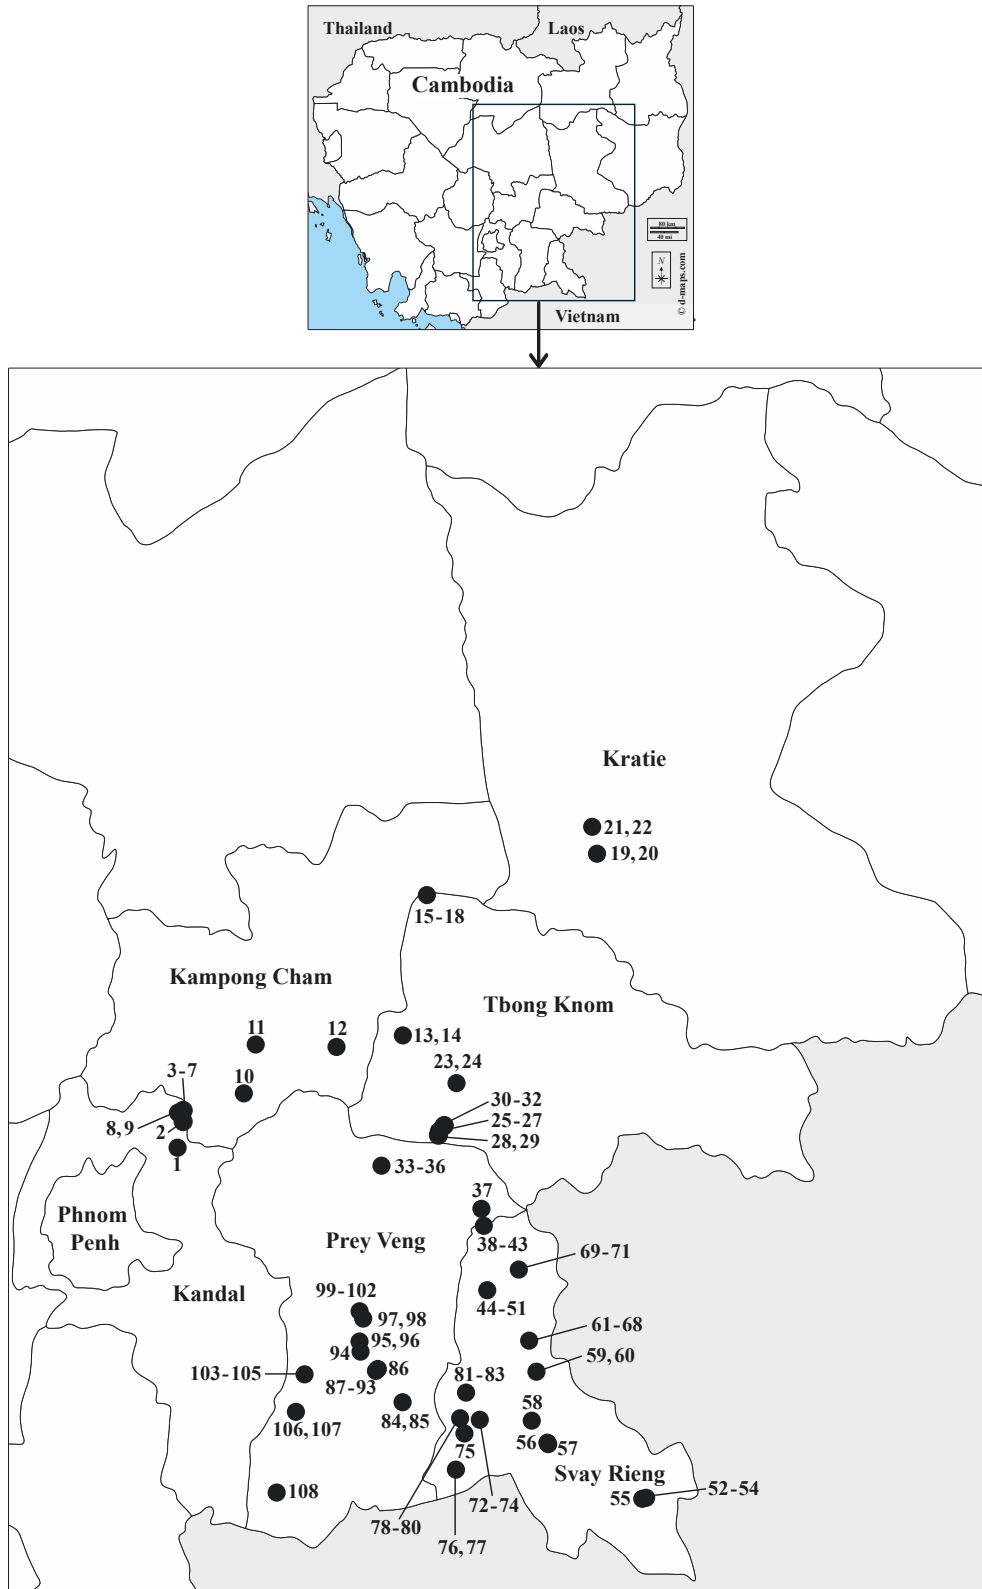 Thailand
Laos
Cambodia
80 km
40 mi
N
© d-maps.com
Vietnam
Kratie
21,22
19,20
15-18
Kampong Cham
Tbong Knom
11
12
13,14
3-7
10
23,24
30-32
8,9
2
25-27
28,29
1
33-36
37
Phnom
Penh
Prey Veng
38-43
69-71
Kandal
99-102
44-51
97,98
61-68
95,96
94
59,60
103-105
86
87-93
81-83
106,107
84,85
58
56
57
75
Svay Rieng
108
72-74
55
52-54
78-80
76,77